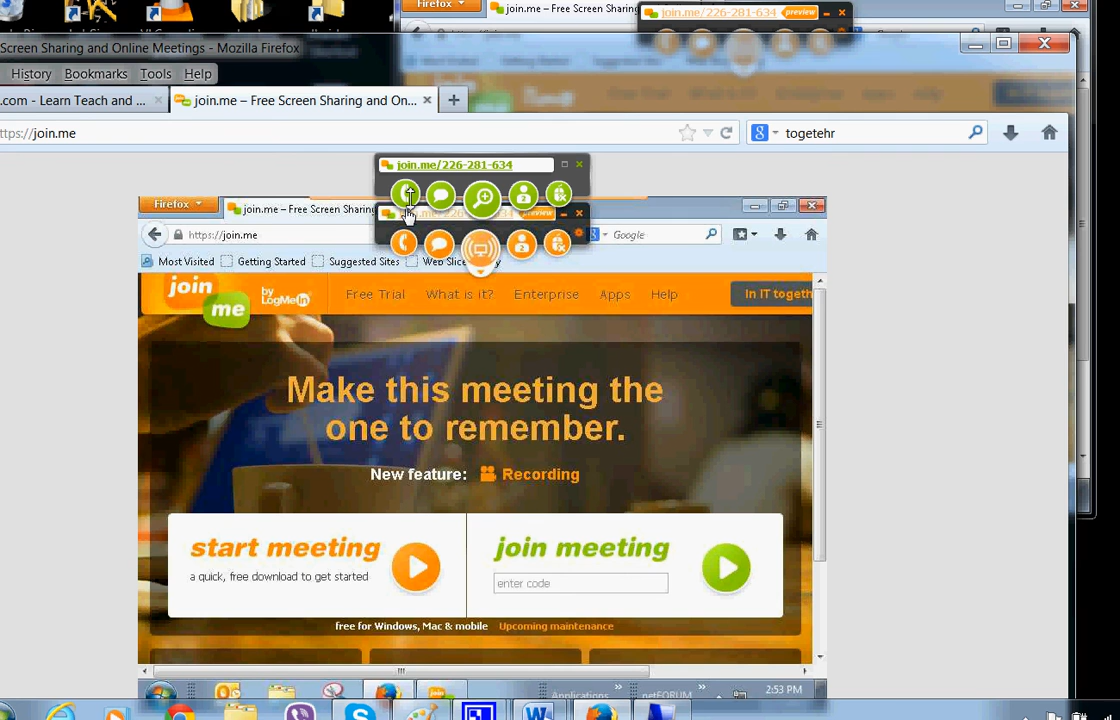 Firefox
join.me – Free Screen Sharing and O...
join.me/226-281-634
preview
Screen Sharing and Online Meetings - Mozilla Firefox
History Bookmarks Tools Help
.com - Learn Teach and ...
join.me – Free Screen Sharing and On...
ttps://join.me
togetehr
join.me/226-281-634
Firefox
join.me – Free Screen Sharing
preview
https://join.me
Google
Most Visited
Getting Started
Suggested Sites
Web Slice
join
me
by
LogMeIn
Free Trial
What is it?
Enterprise
Apps
Help
In IT togeth
Make this meeting the
one to remember.
New feature: Recording
start meeting
a quick, free download to get started
join meeting
enter code
free for Windows, Mac & mobile Upcoming maintenance
Applications
netFORUM
2:53 PM